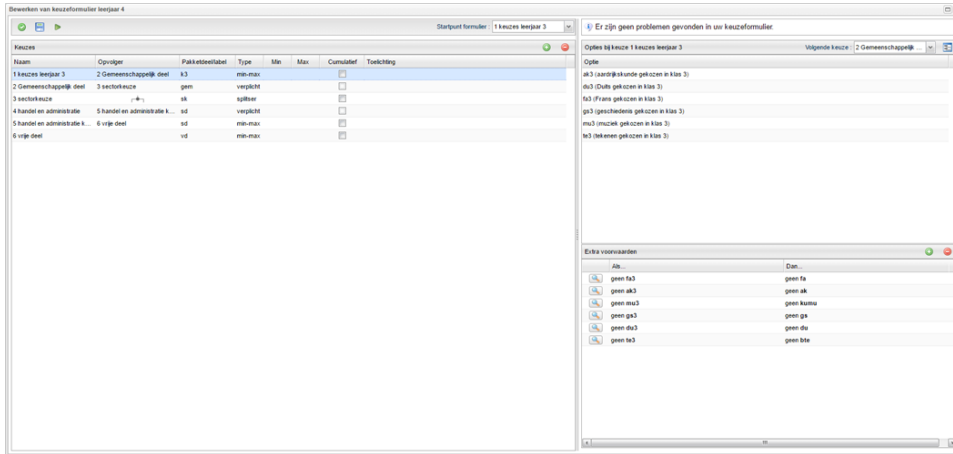 Bewerken van keuzeformulier leerjaar 4
Startpunt formulier: 1 keuzes leerjaar 3
Keuzes
Naam Opvolger Pakketdeel/label Type Min Max Cumulatief Toelichting
1 keuzes leerjaar 3 2 Gemeenschappelijk deel k3 min-max
2 Gemeenschappelijk deel 3 sectorkeuze gem verplicht
3 sectorkeuze sk splitser
4 handel en administratie 5 handel en administratie k... sd verplicht
5 handel en administratie k... 6 vrije deel sd min-max
6 vrije deel vd min-max
Er zijn geen problemen gevonden in uw keuzeformulier.
Opties bij keuze 1 keuzes leerjaar 3 Volgende keuze: 2 Gemeenschappelijk ...
Optie
ak3 (aardrijkskunde gekozen in klas 3)
du3 (Duits gekozen in klas 3)
fa3 (Frans gekozen in klas 3)
gs3 (geschiedenis gekozen in klas 3)
mu3 (muziek gekozen in klas 3)
te3 (tekenen gekozen in klas 3)
Extra voorwaarden
Als... Dan...
geen fa3 geen fa
geen ak3 geen ak
geen mu3 geen kumu
geen gs3 geen gs
geen du3 geen du
geen te3 geen bte